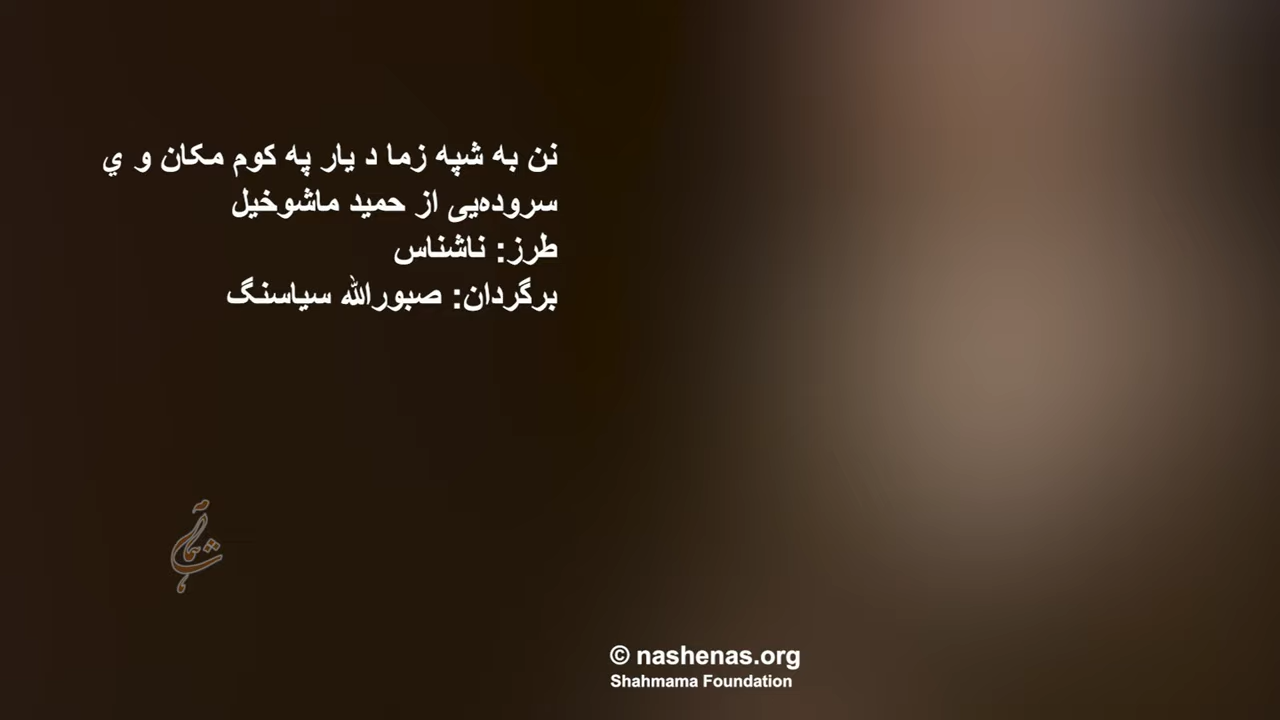 نن به شپه زما د یار په کوم مکان و ي
سروده‌یی از حمید ماشوخیل
طرز: ناشناس
برگردان: صبورالله سیاسنگ
© nashenas.org
Shahmama Foundation